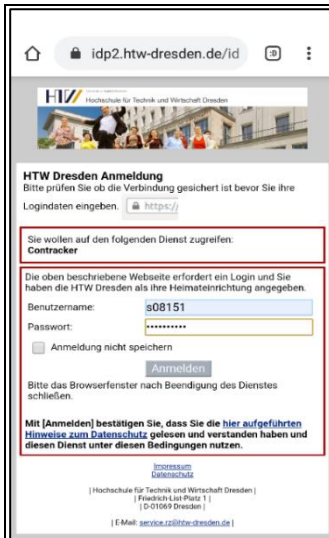 idp2.htw-dresden.de/id
:D
HTW
Hochschule für Technik und Wirtschaft Dresden
HTW Dresden Anmeldung
Bitte prüfen Sie ob die Verbindung gesichert ist bevor Sie ihre
Logindaten eingeben. https://
Sie wollen auf den folgenden Dienst zugreifen:
Contracker
Die oben beschriebene Webseite erfordert ein Login und Sie
haben die HTW Dresden als ihre Heimateinrichtung angegeben.
Benutzername: s08151
Passwort: ••••••••••
Anmeldung nicht speichern
Anmelden
Bitte das Browserfenster nach Beendigung des Dienstes
schließen.
Mit [Anmelden] bestätigen Sie, dass Sie die hier aufgeführten
Hinweise zum Datenschutz gelesen und verstanden haben und
diesen Dienst unter diesen Bedingungen nutzen.
Impressum
Datenschutz
| Hochschule für Technik und Wirtschaft Dresden |
| Friedrich-List-Platz 1 |
| D-01069 Dresden |
| E-Mail: service.rz@htw-dresden.de |